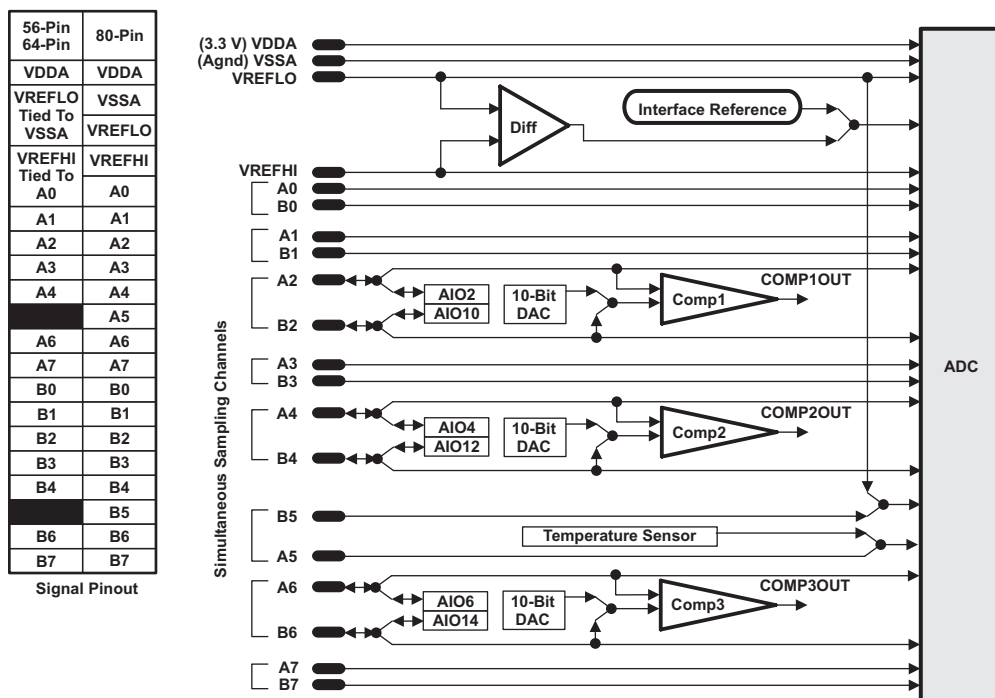 56-Pin
64-Pin
80-Pin
VDDA
VDDA
VREFLO
Tied To
VSSA
VSSA
VREFLO
VREFHI
Tied To
A0
VREFHI
A0
A1
A1
A2
A2
A3
A3
A4
A4
A5
A6
A6
A7
A7
B0
B0
B1
B1
B2
B2
B3
B3
B4
B4
B5
B6
B6
B7
B7
Signal Pinout
(3.3 V) VDDA
(Agnd) VSSA
VREFLO
Diff
Interface Reference
VREFHI
A0
B0
A1
B1
A2
AIO2
AIO10
10-Bit
DAC
Comp1
COMP1OUT
B2
Simultaneous Sampling Channels
A3
B3
ADC
A4
AIO4
AIO12
10-Bit
DAC
Comp2
COMP2OUT
B4
B5
Temperature Sensor
A5
A6
AIO6
AIO14
10-Bit
DAC
Comp3
COMP3OUT
B6
A7
B7